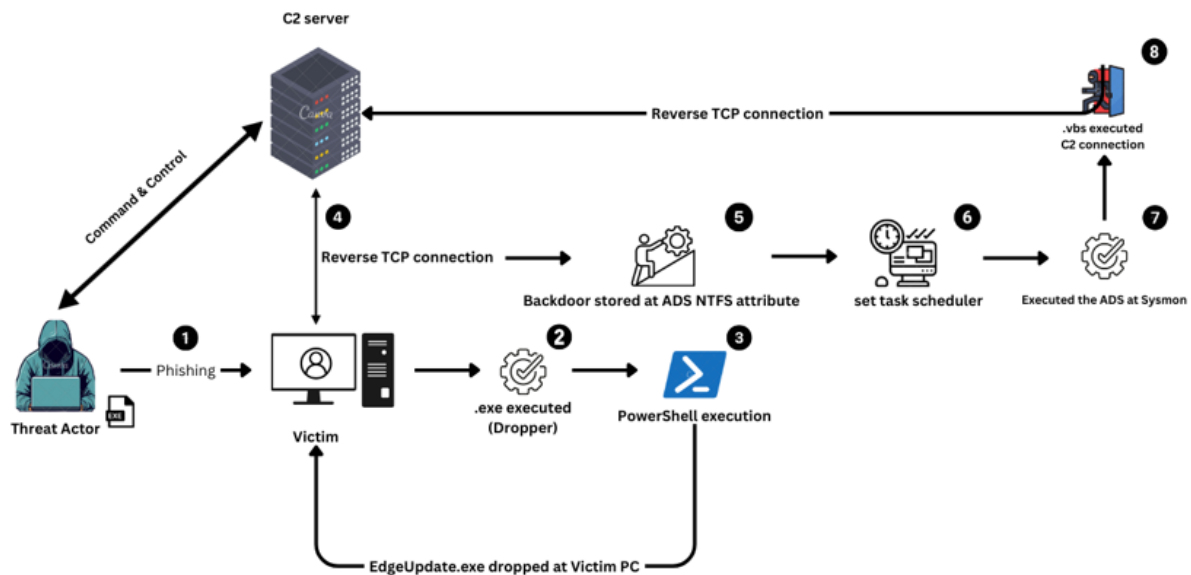 C2 server
8
Reverse TCP connection
.vbs executed
C2 connection
Canva
Command & Control
4
5
6
7
Reverse TCP connection
Backdoor stored at ADS NTFS attribute
set task scheduler
Executed the ADS at Sysmon
1
2
3
Phishing
EXE
.exe executed
(Dropper)
PowerShell execution
Threat Actor
Victim
EdgeUpdate.exe dropped at Victim PC